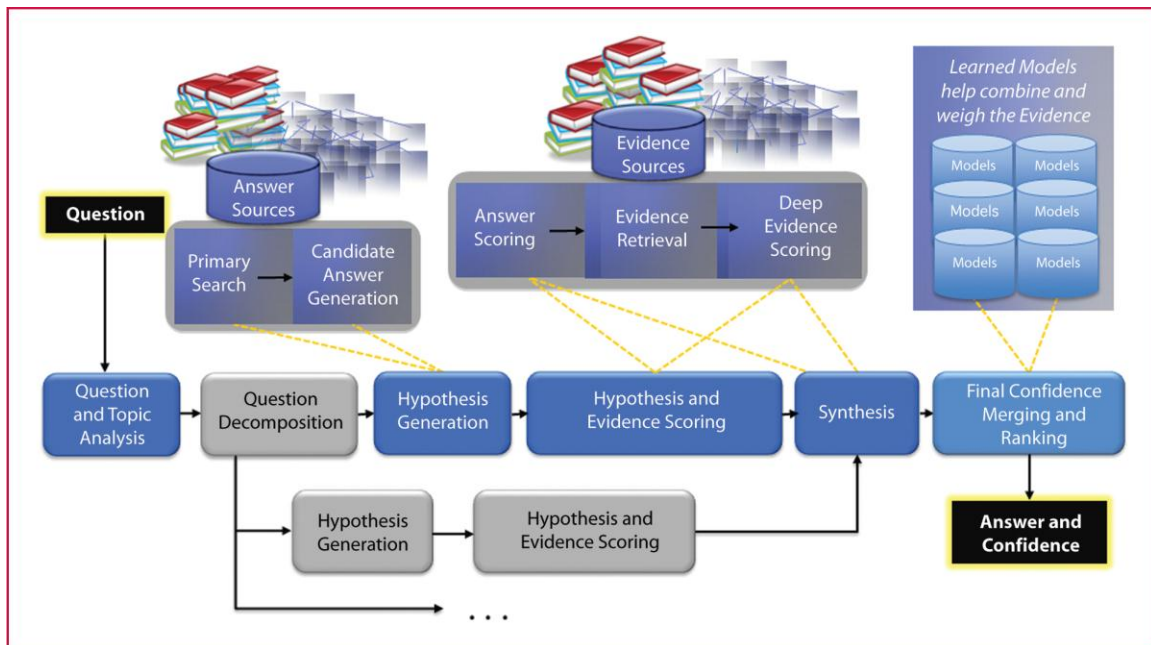 Learned Models
help combine and
weigh the Evidence
Answer
Sources
Evidence
Sources
Models
Models
Models
Models
Models
Models
Question
Primary
Search
Candidate
Answer
Generation
Answer
Scoring
Evidence
Retrieval
Deep
Evidence
Scoring
Question
and Topic
Analysis
Question
Decomposition
Hypothesis
Generation
Hypothesis and
Evidence Scoring
Synthesis
Final Confidence
Merging and
Ranking
Hypothesis
Generation
Hypothesis and
Evidence Scoring
Answer and
Confidence
. . .